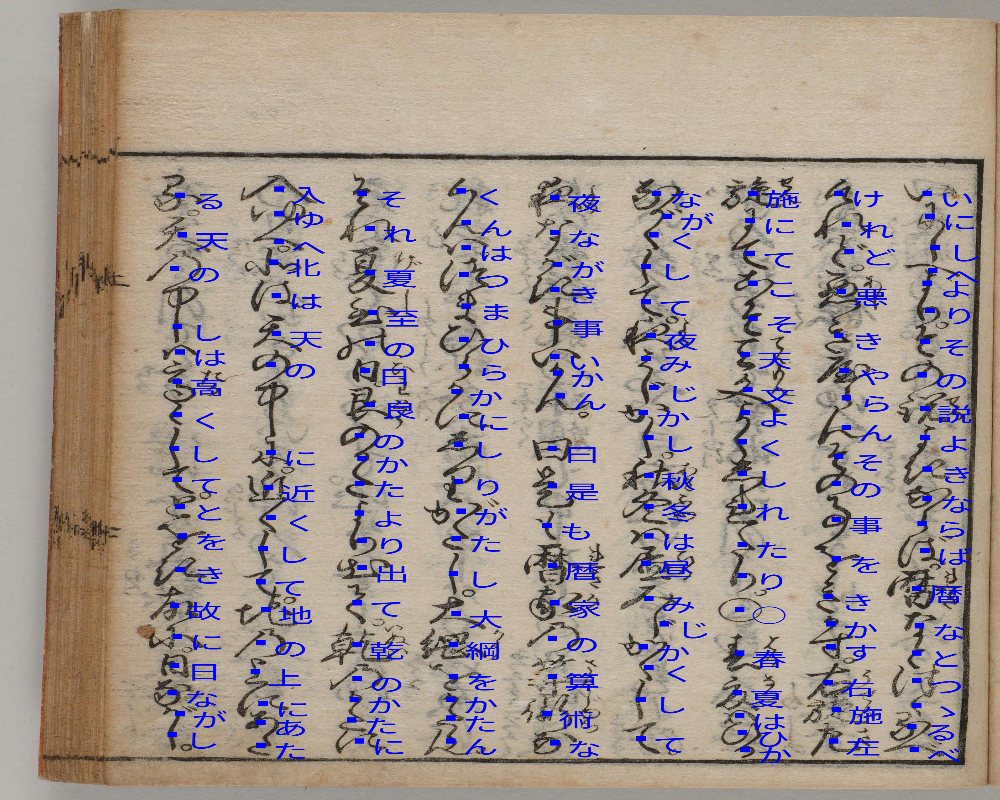 いにしへよりその説よきならば暦なとつゝるべ
けれど悪きやらんその事をきかす右施左
施にてこそ天文よくしれたり〇春夏はひか
ながくして夜みじかし秋冬は昼みじかくして
夜ながき事いかん。曰是も暦家の算術な
くんはつまひらかにしりがたし大綱をかたん
それ夏至の日良のかたより出て乾のかたに
入ゆへ北は天のに近くして地の上にあた
る天のしは高くしてとをき故に日ながし